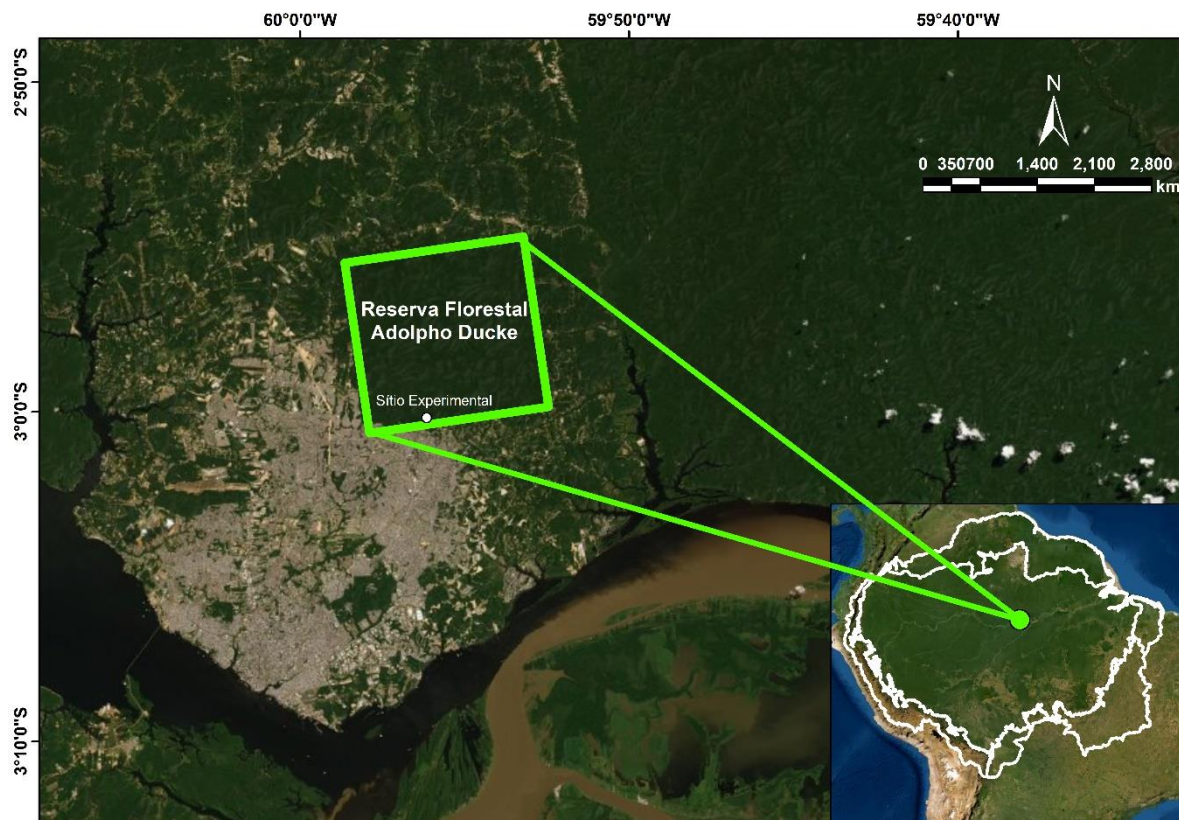 60°0'0"W 59°50'0"W 59°40'0"W
2°50'0"S
N
0 350700 1,400 2,100 2,800
km
Reserva Florestal
Adolpho Ducke
Sítio Experimental
3°0'0"S
3°10'0"S